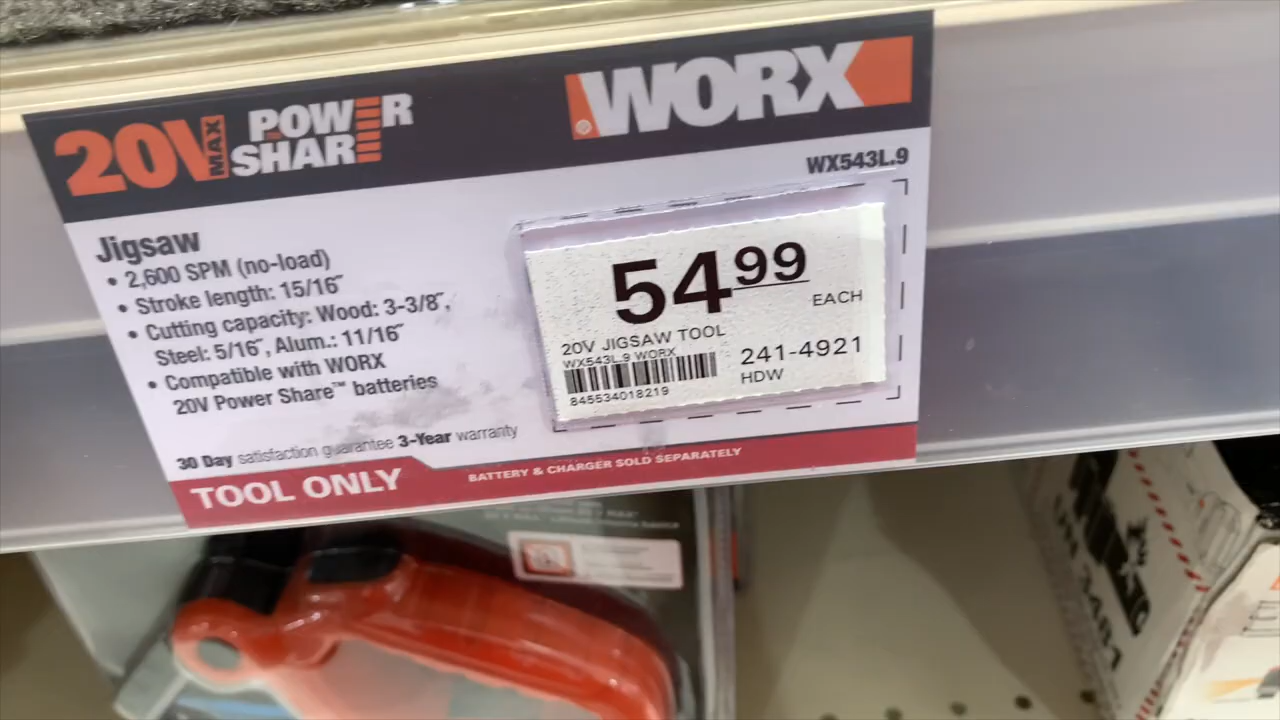 20V MAX POWER SHARE
WORX
WX543L.9
Jigsaw
• 2,600 SPM (no-load)
• Stroke length: 15/16″
• Cutting capacity: Wood: 3-3/8″,
Steel: 5/16″, Alum.: 11/16″
• Compatible with WORX
20V Power Share™ batteries
30 Day satisfaction guarantee 3-Year warranty
TOOL ONLY
BATTERY & CHARGER SOLD SEPARATELY
54 99
EACH
20V JIGSAW TOOL
WX543L.9 WORX
241-4921
HDW
845534018219